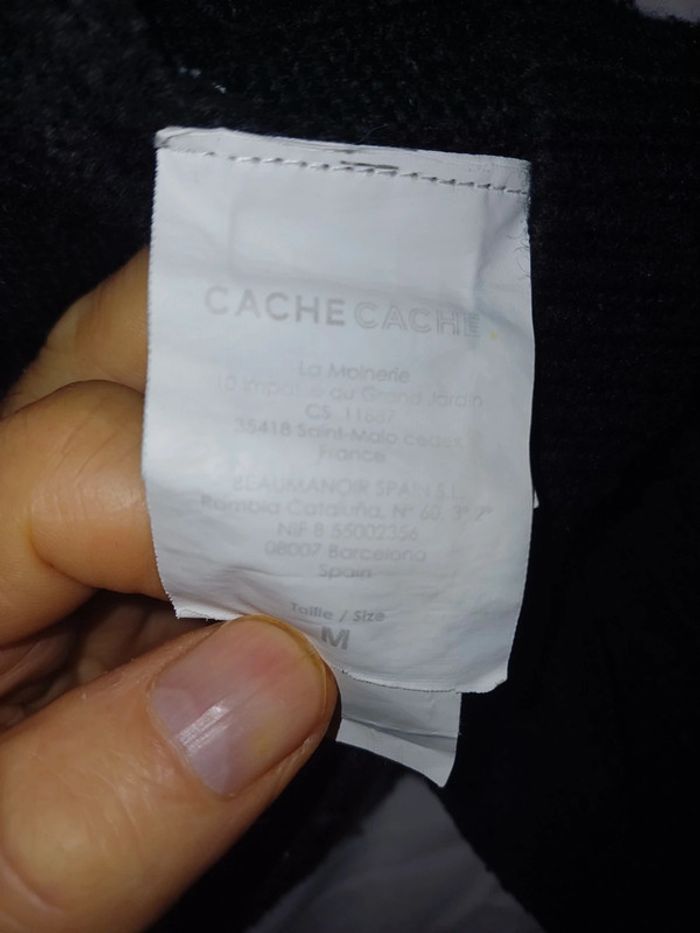 CACHE CACHE
La Moinerie
10 Impasse du Grand Jardin
CS 11687
35418 Saint-Malo cedex
France
BEAUMANOIR SPAIN S.L.
Rambla Cataluña, Nº 60, 3º 2ª
NIF B 55002356
08007 Barcelona
Spain
Taille / Size
M